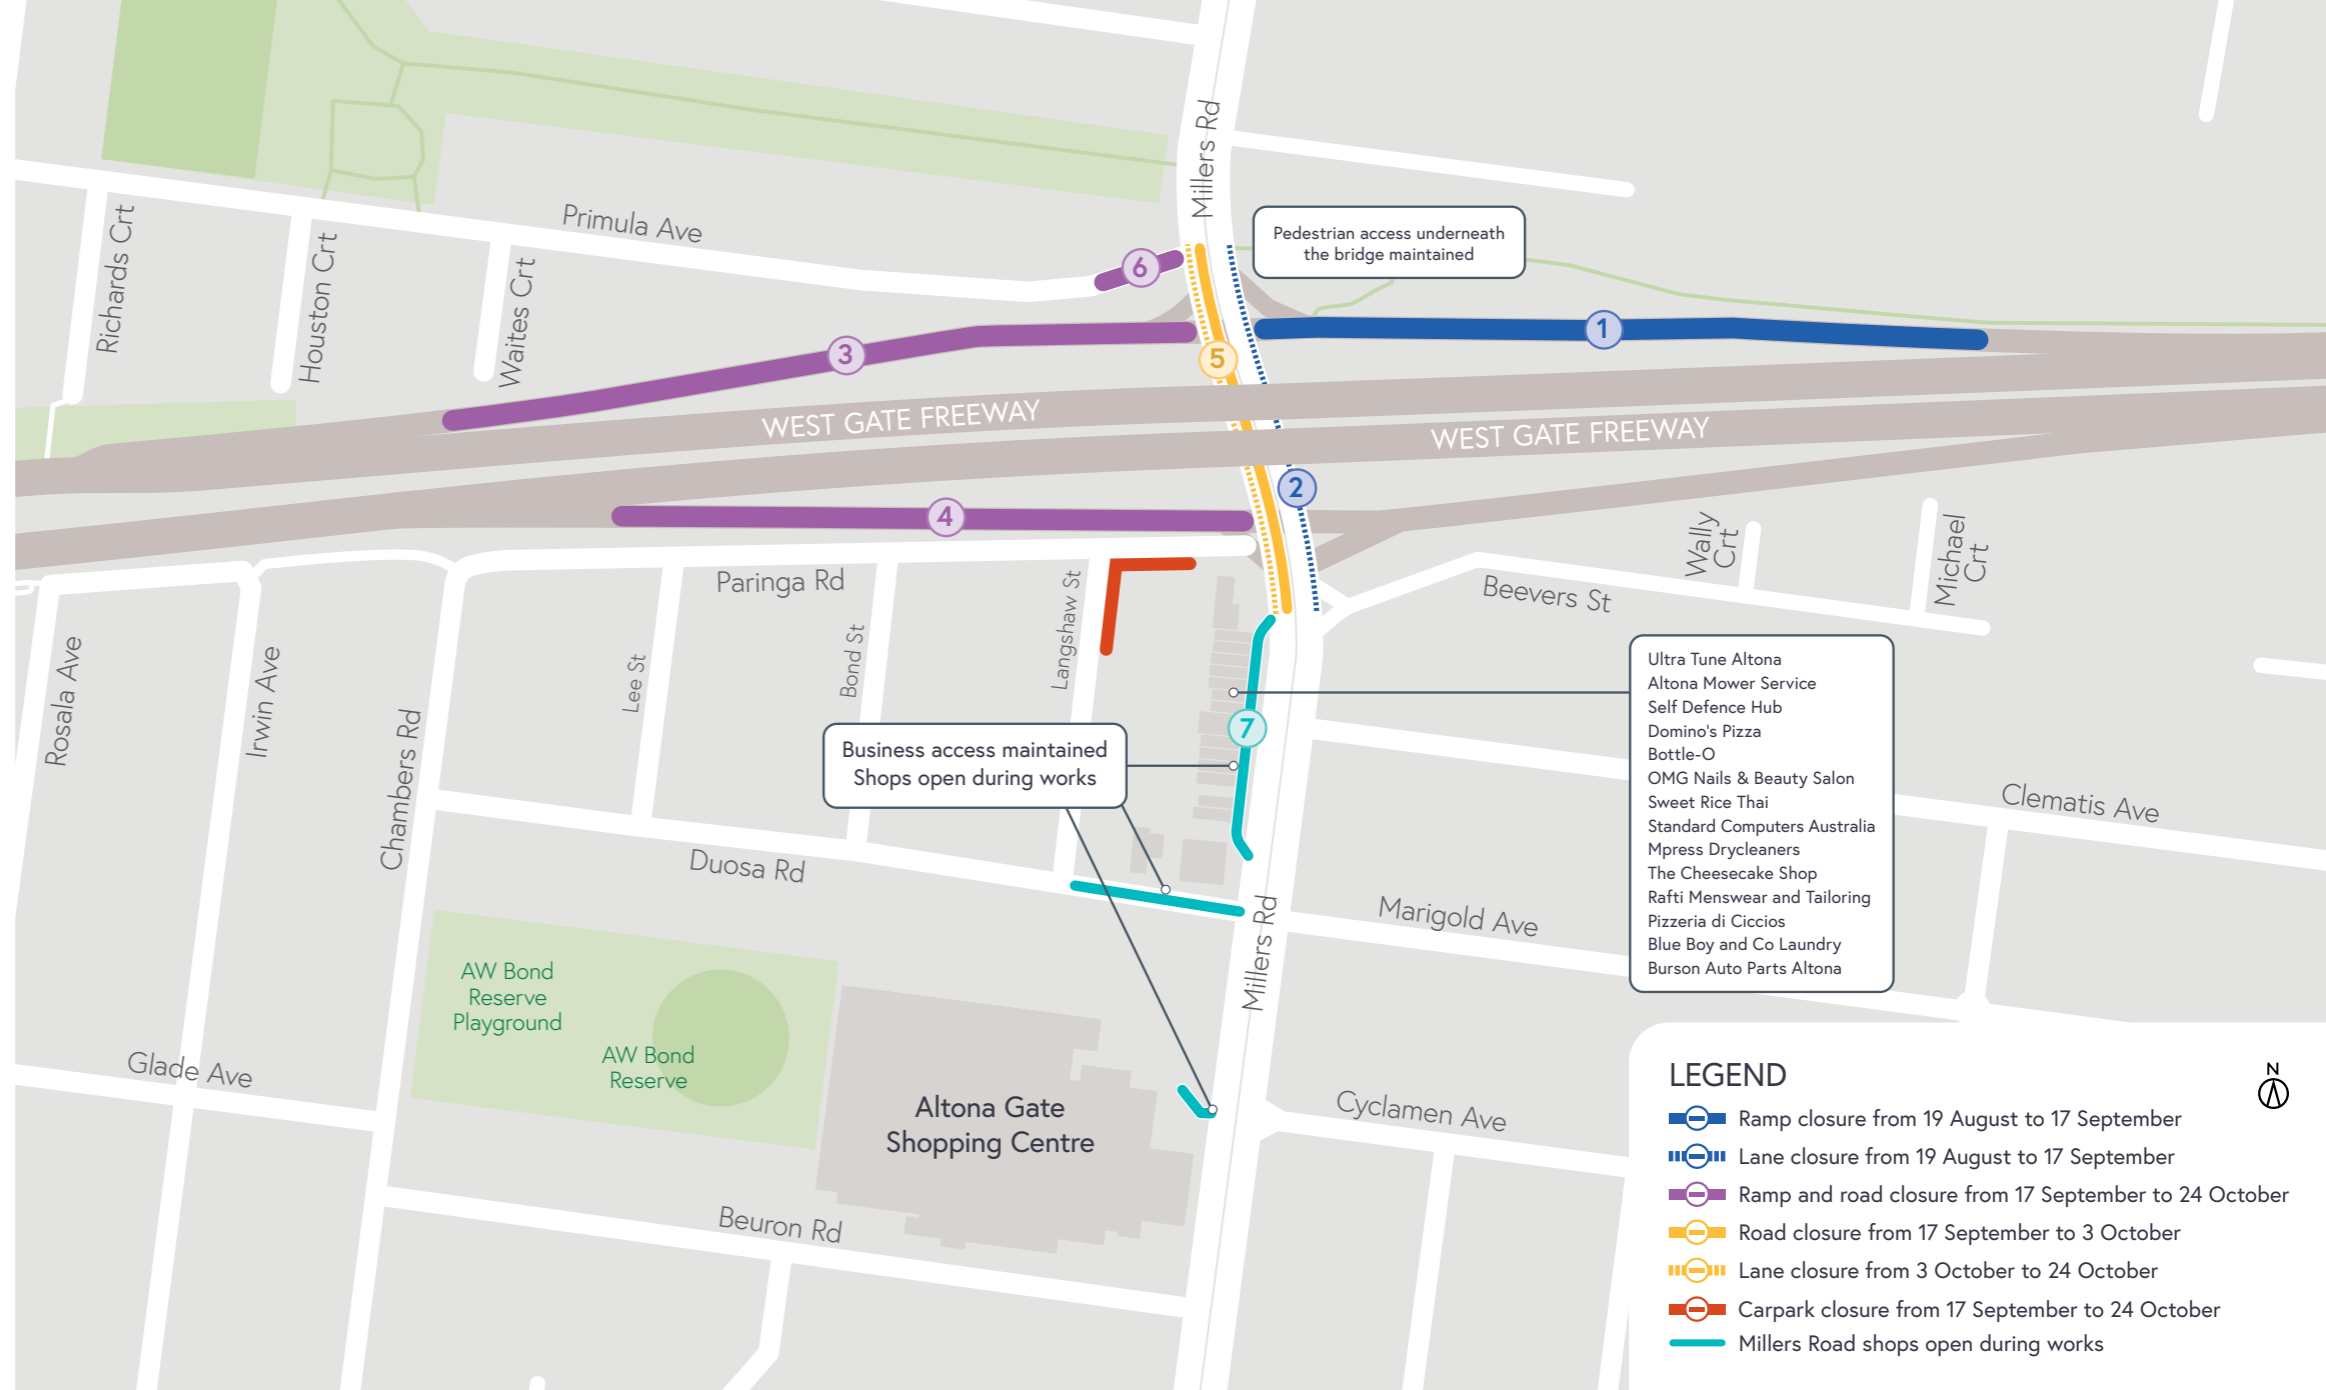 Millers Rd
Pedestrian access underneath
the bridge maintained
Primula Ave
Richards Crt
Houston Crt
Waites Crt
6
1
3
5
WEST GATE FREEWAY
WEST GATE FREEWAY
2
4
Wally
Crt
Michael
Crt
Paringa Rd
Beevers St
Rosala Ave
Irwin Ave
Chambers Rd
Lee St
Bond St
Langshaw St
7
Business access maintained
Shops open during works
Ultra Tune Altona
Altona Mower Service
Self Defence Hub
Domino's Pizza
Bottle-O
OMG Nails & Beauty Salon
Sweet Rice Thai
Standard Computers Australia
Mpress Drycleaners
The Cheesecake Shop
Rafti Menswear and Tailoring
Pizzeria di Ciccios
Blue Boy and Co Laundry
Burson Auto Parts Altona
Clematis Ave
Duosa Rd
Marigold Ave
Millers Rd
AW Bond
Reserve
Playground
AW Bond
Reserve
Glade Ave
Altona Gate
Shopping Centre
Cyclamen Ave
Beuron Rd
LEGEND
N
Ramp closure from 19 August to 17 September
Lane closure from 19 August to 17 September
Ramp and road closure from 17 September to 24 October
Road closure from 17 September to 3 October
Lane closure from 3 October to 24 October
Carpark closure from 17 September to 24 October
Millers Road shops open during works